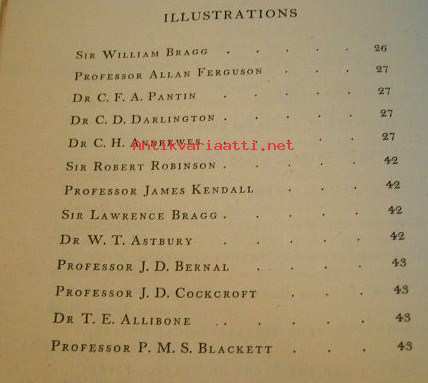 ILLUSTRATIONS
SIR WILLIAM BRAGG . . . . . 26
PROFESSOR ALLAN FERGUSON . . . . 27
DR C. F. A. PANTIN . . . . . 27
DR C. D. DARLINGTON . . . . . 27
DR C. H. ANDREWES . . . . . 27
antikvariaatti.net
SIR ROBERT ROBINSON . . . . . 42
PROFESSOR JAMES KENDALL . . . 42
SIR LAWRENCE BRAGG . . . . . 42
DR W. T. ASTBURY . . . . 42
PROFESSOR J. D. BERNAL . . . . 43
PROFESSOR J. D. COCKCROFT . . . 43
DR T. E. ALLIBONE . . . . . 43
PROFESSOR P. M. S. BLACKETT . . . 43